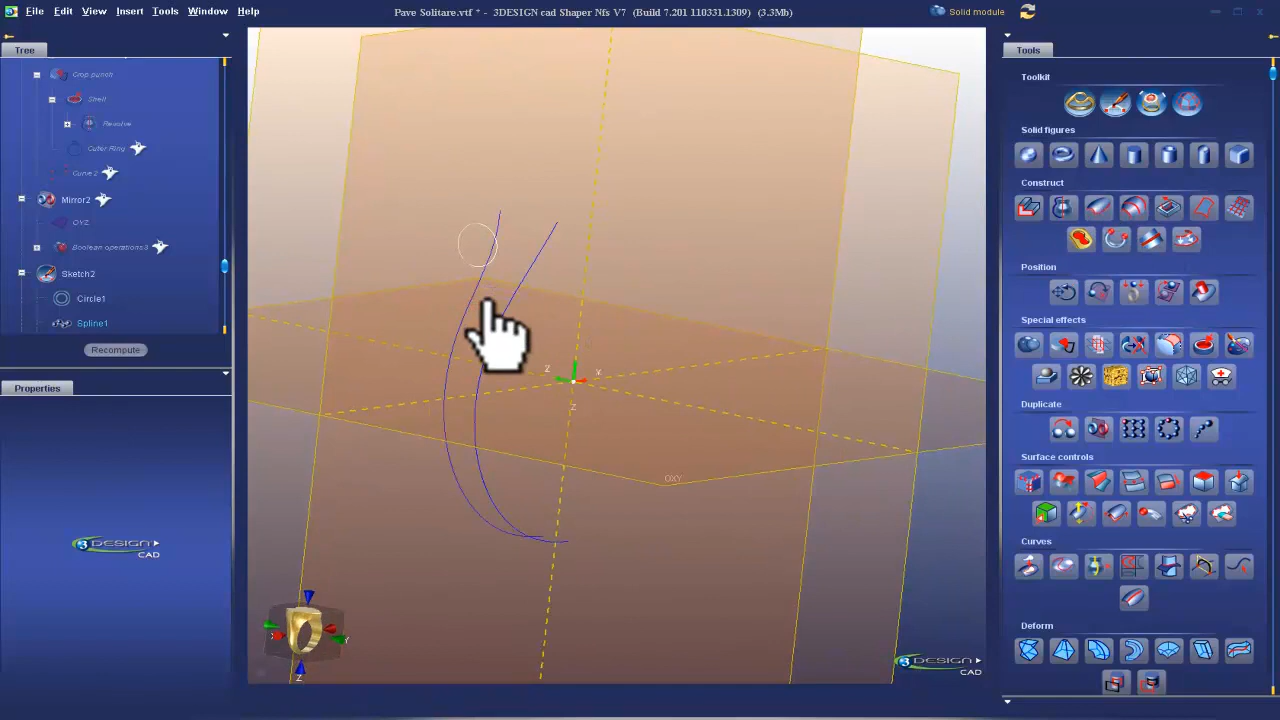 File Edit View Insert Tools Window Help
Pave Solitare.vtf * - 3DESIGN cad Shaper Nfs V7 (Build 7.201 110331.1309) (3.3Mb)
Solid module
Tree
Crop punch
Shell
Revolve
Outer Ring
Curve 2
Mirror2
OYZ
Boolean operations3
Sketch2
Circle1
Spline1
Recompute
Properties
3DESIGN
CAD
Z
Z
OXY
X
Y
Z
3DESIGN
CAD
Tools
Toolkit
Solid figures
Construct
Position
Special effects
Duplicate
Surface controls
Curves
Deform